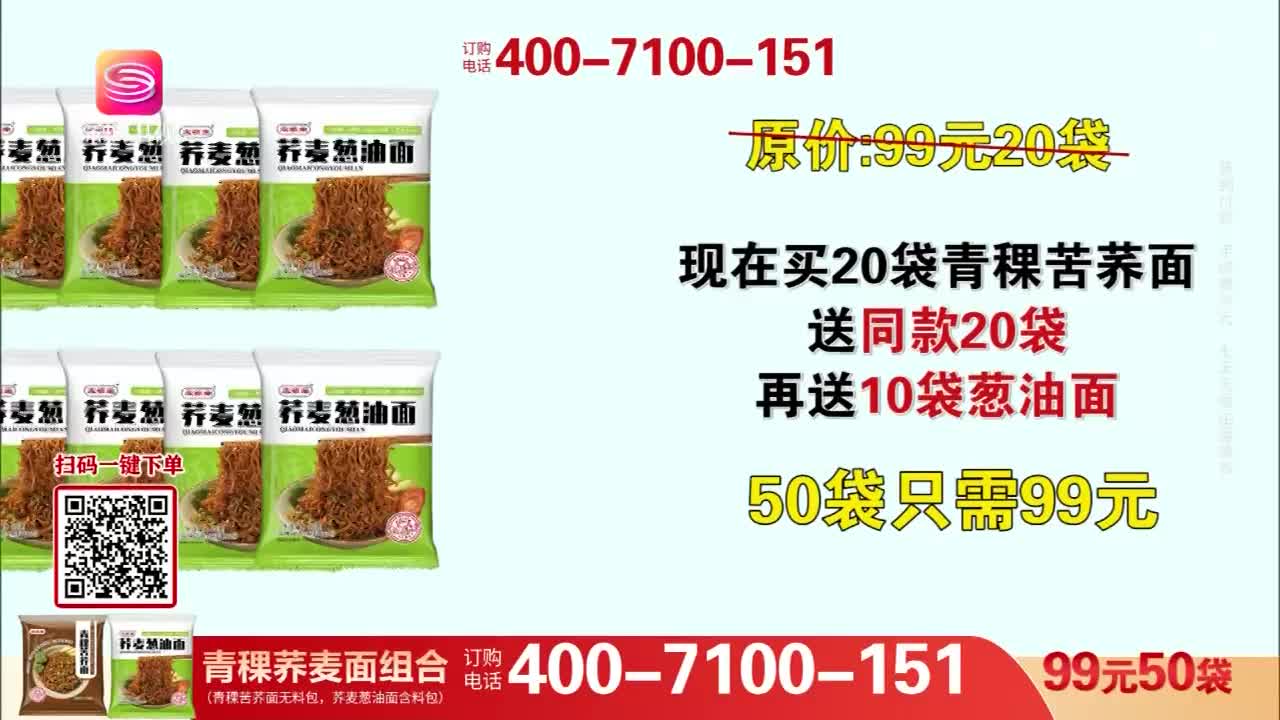 订购电话 400-7100-151
原价:99元20袋
现在买20袋青稞苦荞面
送同款20袋
再送10袋葱油面
50袋只需99元
荞麦葱油面
QIAOMAICONGYOUMIAN
荞麦葱油面
QIAOMAICONGYOUMIAN
扫码一键下单
青稞苦荞面
荞麦葱油面
青稞荞麦面组合
(青稞苦荞面无料包，荞麦葱油面含料包)
订购电话 400-7100-151
99元50袋